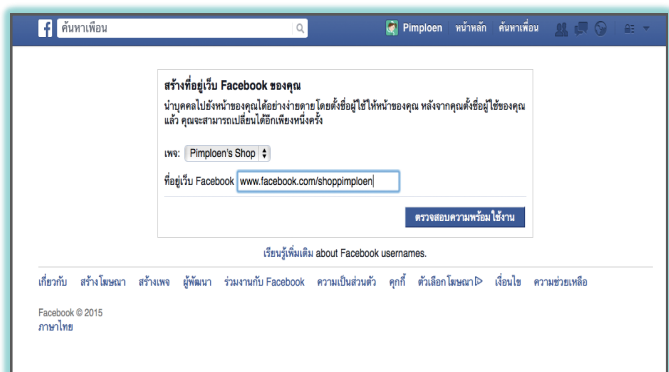 ค้นหาเพือน Pimploen หน้าหลัก ค้นหาเพื่อน
สร้างที่อยู่เว็บ Facebook ของคุณ
นำบุคคลไปยังหน้าของคุณได้อย่างง่ายดาย โดยตั้งชื่อผู้ใช้ให้หน้าของคุณ หลังจากคุณตั้งชื่อผู้ใช้ของคุณ
แล้ว คุณจะสามารถเปลี่ยนได้อีกเพียงหนึ่งครั้ง
เพจ: Pimploen's Shop
ที่อยู่เว็บ Facebook www.facebook.com/shoppimploen
ตรวจสอบความพร้อมใช้งาน
เรียนรู้เพิ่มเติม about Facebook usernames.
เกี่ยวกับ สร้างโฆษณา สร้างเพจ ผู้พัฒนา ร่วมงานกับ Facebook ความเป็นส่วนตัว คุกกี้ ตัวเลือกโฆษณา เงื่อนไข ความช่วยเหลือ
Facebook © 2015
ภาษาไทย